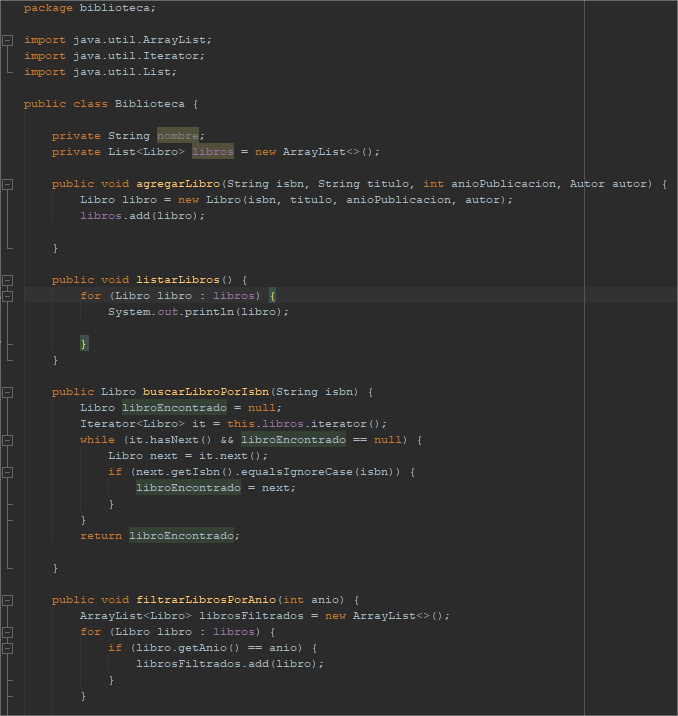 package biblioteca;
import java.util.ArrayList;
import java.util.Iterator;
import java.util.List;
public class Biblioteca {
private String nombre;
private List<Libro> libros = new ArrayList<>();
public void agregarLibro(String isbn, String titulo, int anioPublicacion, Autor autor) {
Libro libro = new Libro(isbn, titulo, anioPublicacion, autor);
libros.add(libro);
}
public void listarLibros() {
for (Libro libro : libros) {
System.out.println(libro);
}
}
public Libro buscarLibroPorIsbn(String isbn) {
Libro libroEncontrado = null;
Iterator<Libro> it = this.libros.iterator();
while (it.hasNext() && libroEncontrado == null) {
Libro next = it.next();
if (next.getIsbn().equalsIgnoreCase(isbn)) {
libroEncontrado = next;
}
}
return libroEncontrado;
}
public void filtrarLibrosPorAnio(int anio) {
ArrayList<Libro> librosFiltrados = new ArrayList<>();
for (Libro libro : libros) {
if (libro.getAnio() == anio) {
librosFiltrados.add(libro);
}
}